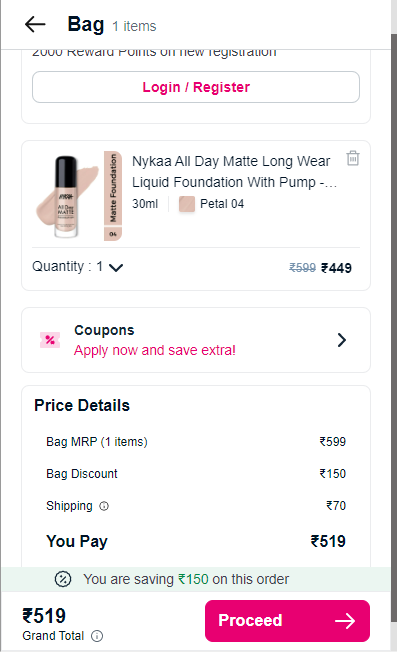 Bag 1 items
2000 Reward Points on new registration
Login / Register
Nykaa All Day Matte Long Wear
Liquid Foundation With Pump -...
30ml Petal 04
All Day
MATTE
Matte Foundation
04
Quantity : 1
₹599 ₹449
Coupons
Apply now and save extra!
Price Details
Bag MRP (1 items) ₹599
Bag Discount ₹150
Shipping ₹70
You Pay ₹519
You are saving ₹150 on this order
₹519
Grand Total
Proceed